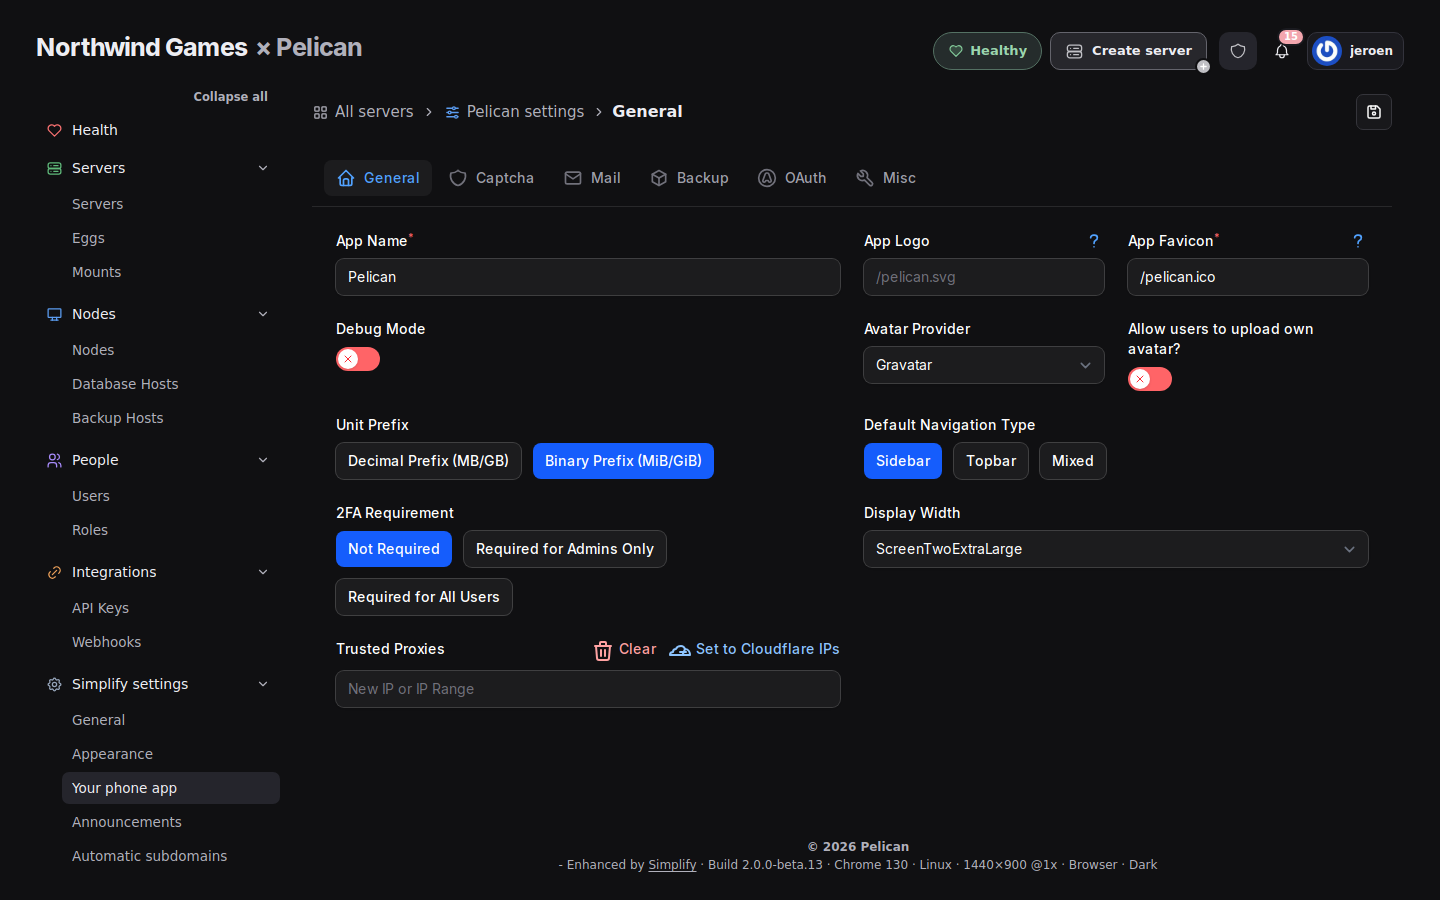 Northwind Games × Pelican
Healthy
Create server
15
jeroen
Collapse all
Health
Servers
Servers
Eggs
Mounts
Nodes
Nodes
Database Hosts
Backup Hosts
People
Users
Roles
Integrations
API Keys
Webhooks
Simplify settings
General
Appearance
Your phone app
Announcements
Automatic subdomains
All servers > Pelican settings > General
General
Captcha
Mail
Backup
OAuth
Misc
App Name*
Pelican
App Logo
?
/pelican.svg
App Favicon*
?
/pelican.ico
Debug Mode
Avatar Provider
Gravatar
Allow users to upload own
avatar?
Unit Prefix
Decimal Prefix (MB/GB)
Binary Prefix (MiB/GiB)
Default Navigation Type
Sidebar
Topbar
Mixed
2FA Requirement
Not Required
Required for Admins Only
Required for All Users
Display Width
ScreenTwoExtraLarge
Trusted Proxies
Clear
Set to Cloudflare IPs
New IP or IP Range
© 2026 Pelican
- Enhanced by Simplify · Build 2.0.0-beta.13 · Chrome 130 · Linux · 1440×900 @1x · Browser · Dark